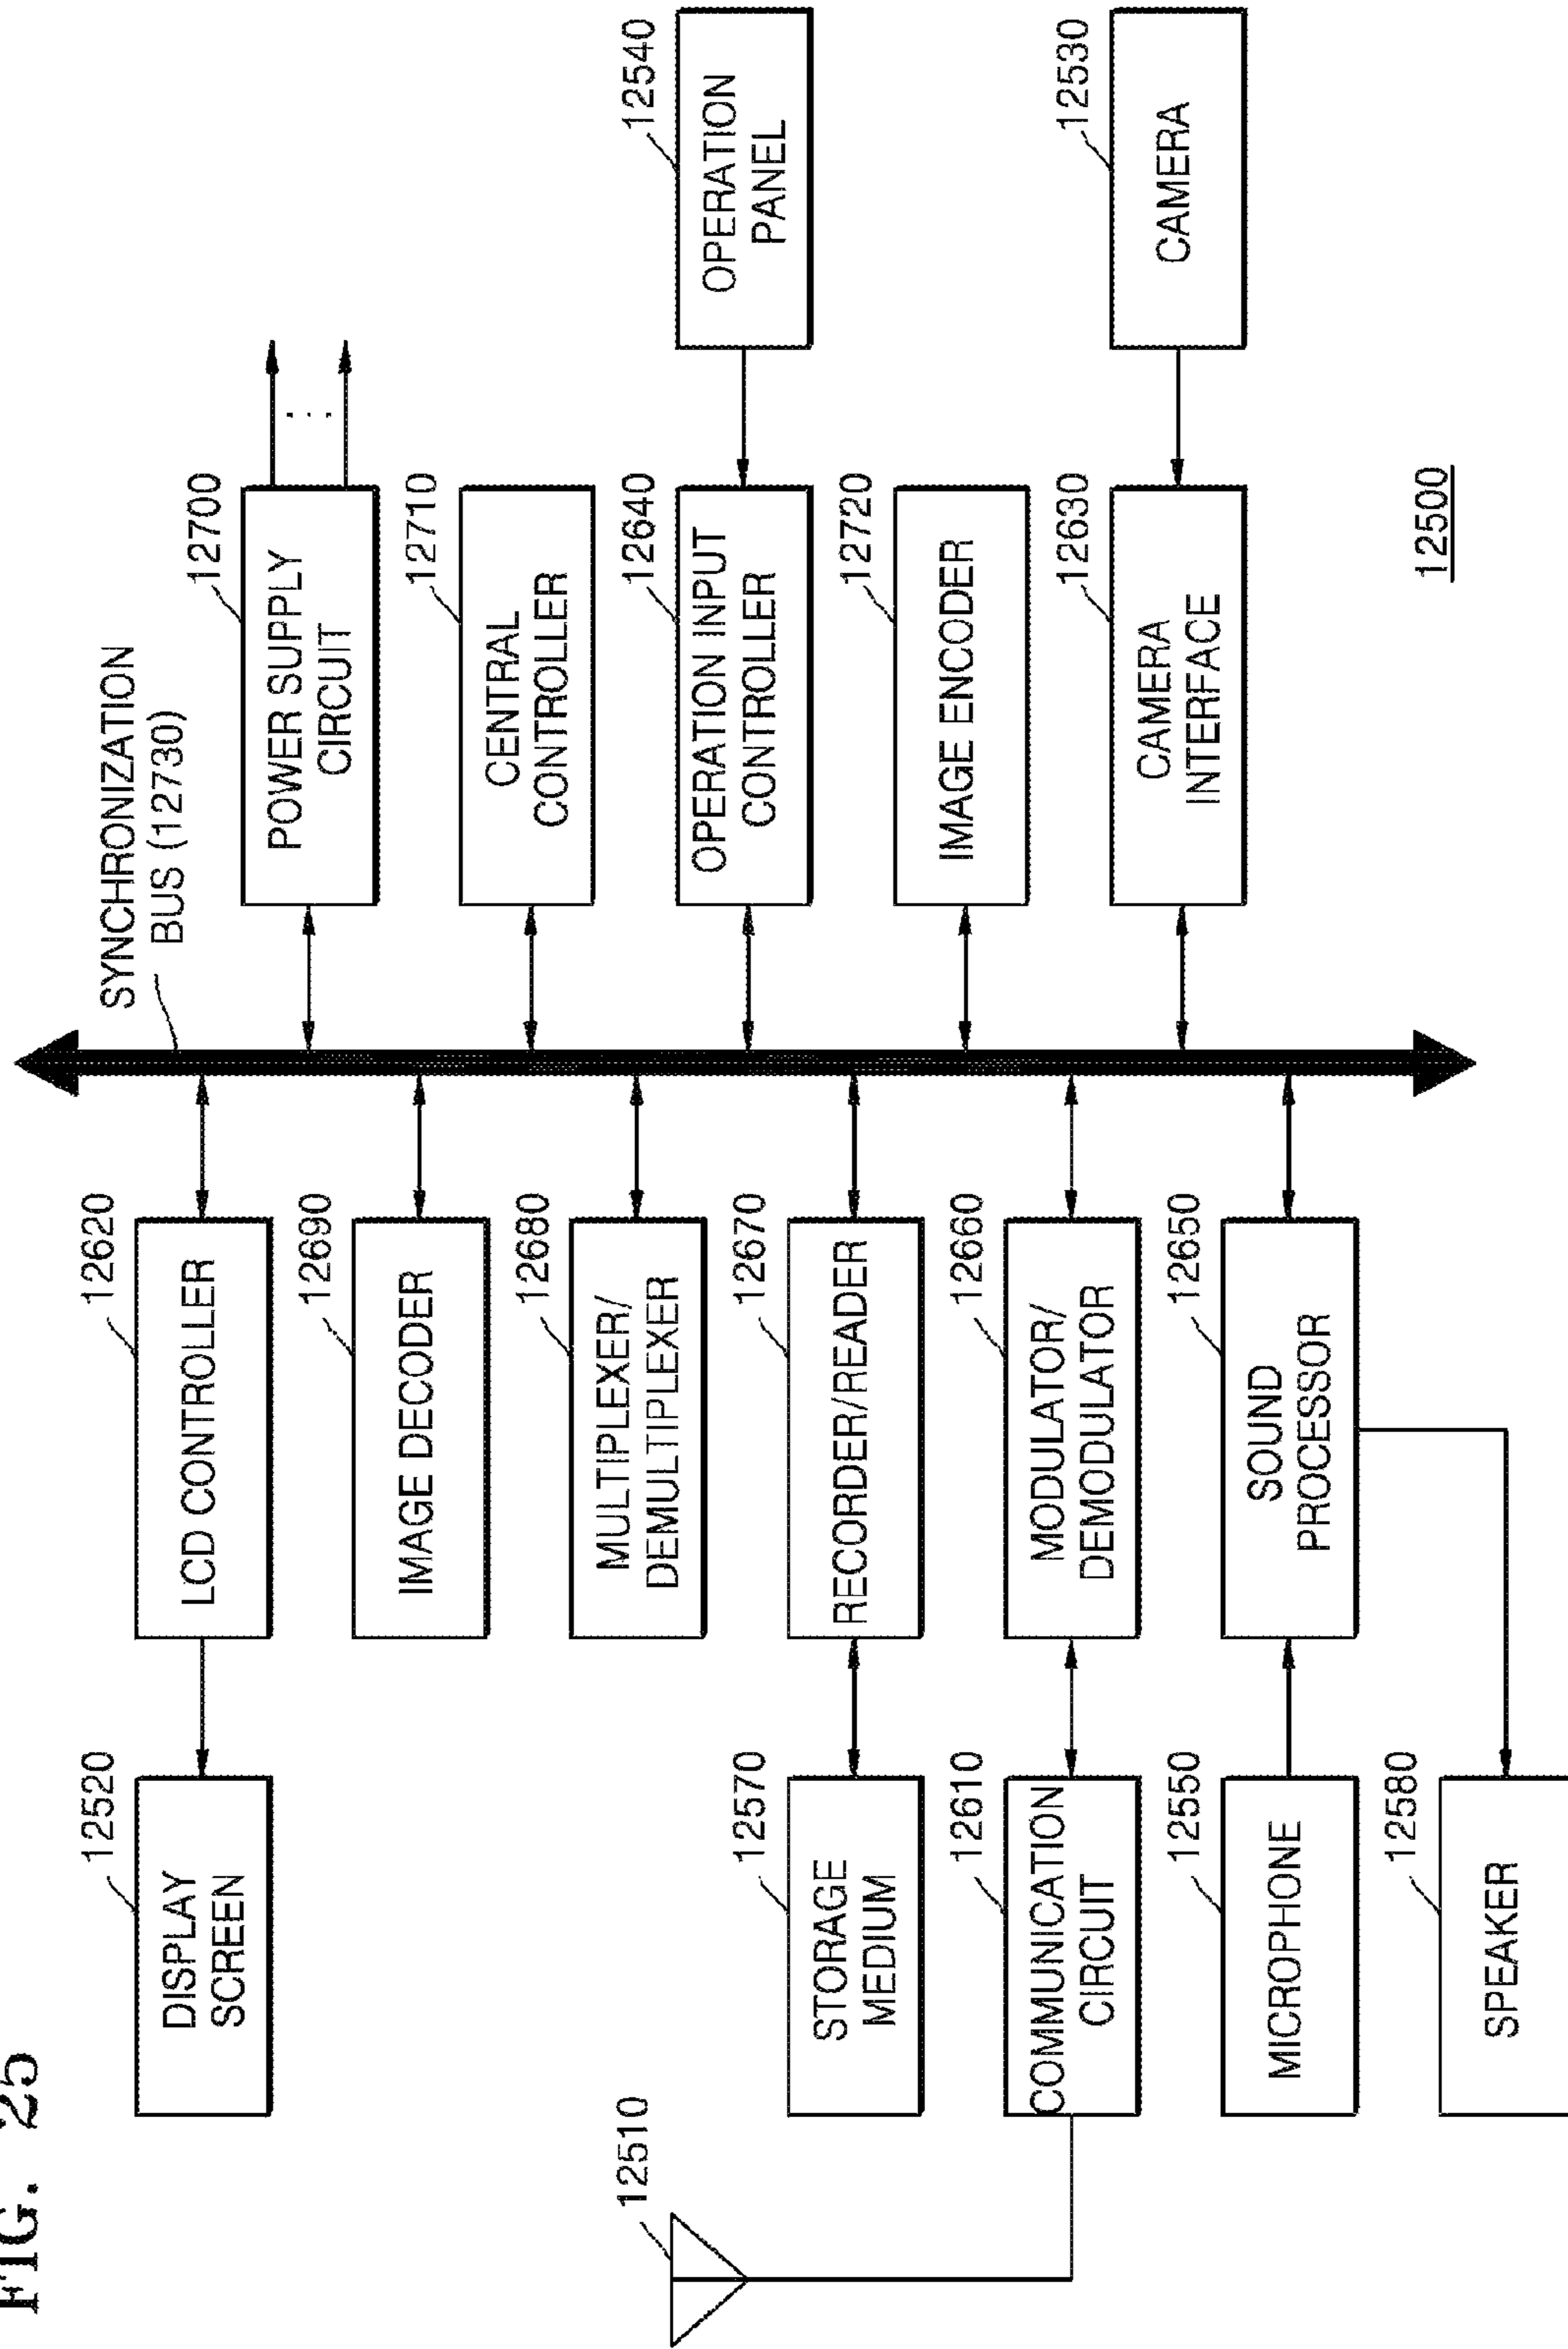 FIG. 25
SYNCHRONIZATION
BUS (12730)
12520
DISPLAY
SCREEN
12620
LCD CONTROLLER
12700
POWER SUPPLY
CIRCUIT
12690
IMAGE DECODER
12710
CENTRAL
CONTROLLER
12510
12680
MULTIPLEXER/
DEMULTIPLEXER
12640
OPERATION INPUT
CONTROLLER
12540
OPERATION
PANEL
12570
STORAGE
MEDIUM
12670
RECORDER/READER
12720
IMAGE ENCODER
12610
COMMUNICATION
CIRCUIT
12660
MODULATOR/
DEMODULATOR
12630
CAMERA
INTERFACE
12530
CAMERA
12550
MICROPHONE
12650
SOUND
PROCESSOR
12580
SPEAKER
12500